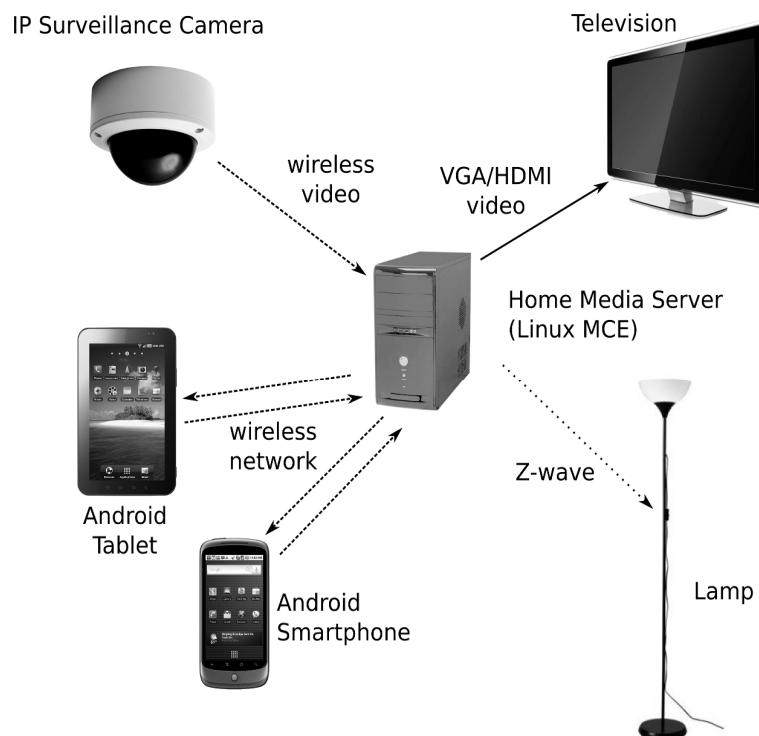 IP Surveillance Camera
Television
wireless
video
VGA/HDMI
video
Home Media Server
(Linux MCE)
wireless
network
Z-wave
Android
Tablet
Android
Smartphone
Lamp